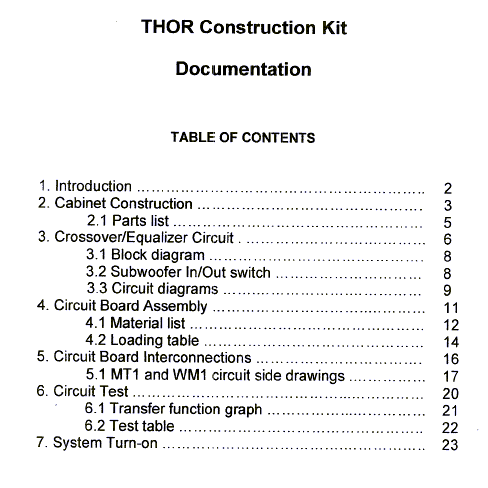 THOR Construction Kit
Documentation
TABLE OF CONTENTS
1. Introduction ................................................ 2
2. Cabinet Construction ...................................... 3
2.1 Parts list ............................................ 5
3. Crossover/Equalizer Circuit . .............................. 6
3.1 Block diagram ..................................... 8
3.2 Subwoofer In/Out switch .......................... 8
3.3 Circuit diagrams ................................... 9
4. Circuit Board Assembly .................................... 11
4.1 Material list ........................................ 12
4.2 Loading table ...................................... 14
5. Circuit Board Interconnections ............................ 16
5.1 MT1 and WM1 circuit side drawings ............. 17
6. Circuit Test ................................................ 20
6.1 Transfer function graph ........................... 21
6.2 Test table .......................................... 22
7. System Turn-on ............................................ 23